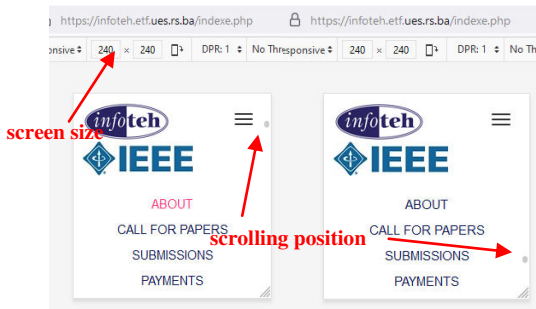 https://infoteh.etf.ues.rs.ba/indexe.php
https://infoteh.etf.ues.rs.ba/indexe.php
onsive 240 × 240 DPR: 1 No Thresponsive 240 × 240 DPR: 1 No Th
screen size
infoteh
IEEE
ABOUT
CALL FOR PAPERS
SUBMISSIONS
PAYMENTS
scrolling position
infoteh
IEEE
ABOUT
CALL FOR PAPERS
SUBMISSIONS
PAYMENTS